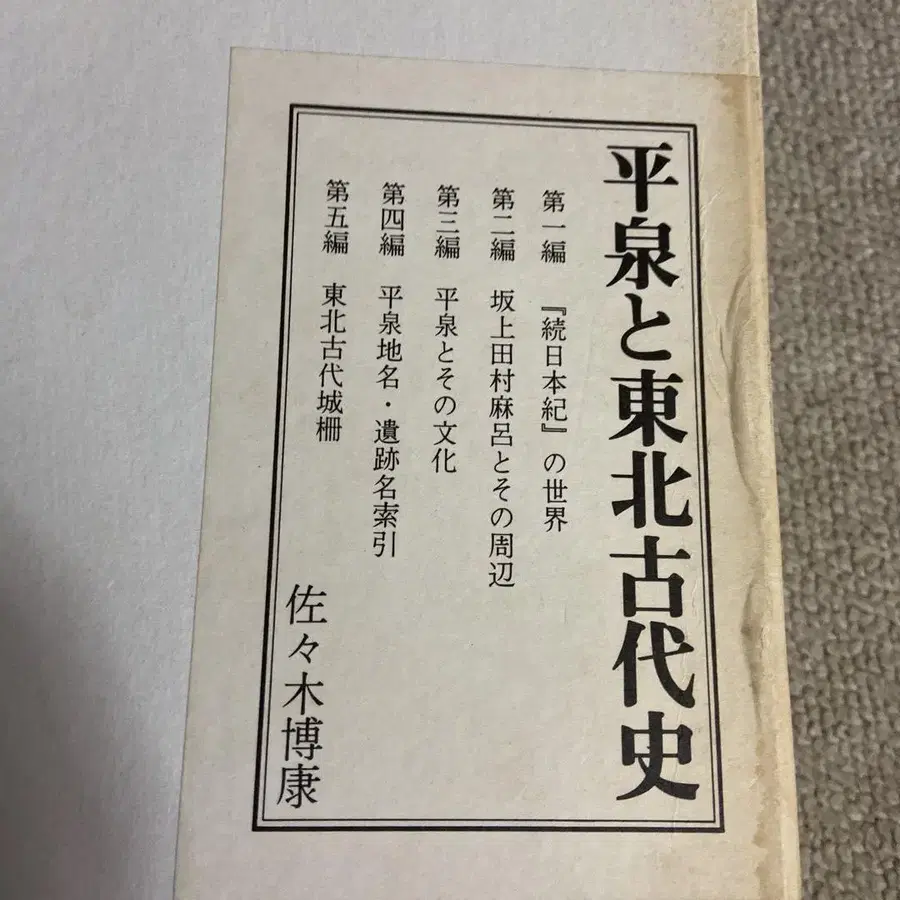 平泉と東北古代史
第一編　『続日本紀』の世界
第二編　坂上田村麻呂とその周辺
第三編　平泉とその文化
第四編　平泉地名・遺跡名索引
第五編　東北古代城柵
佐々木博康